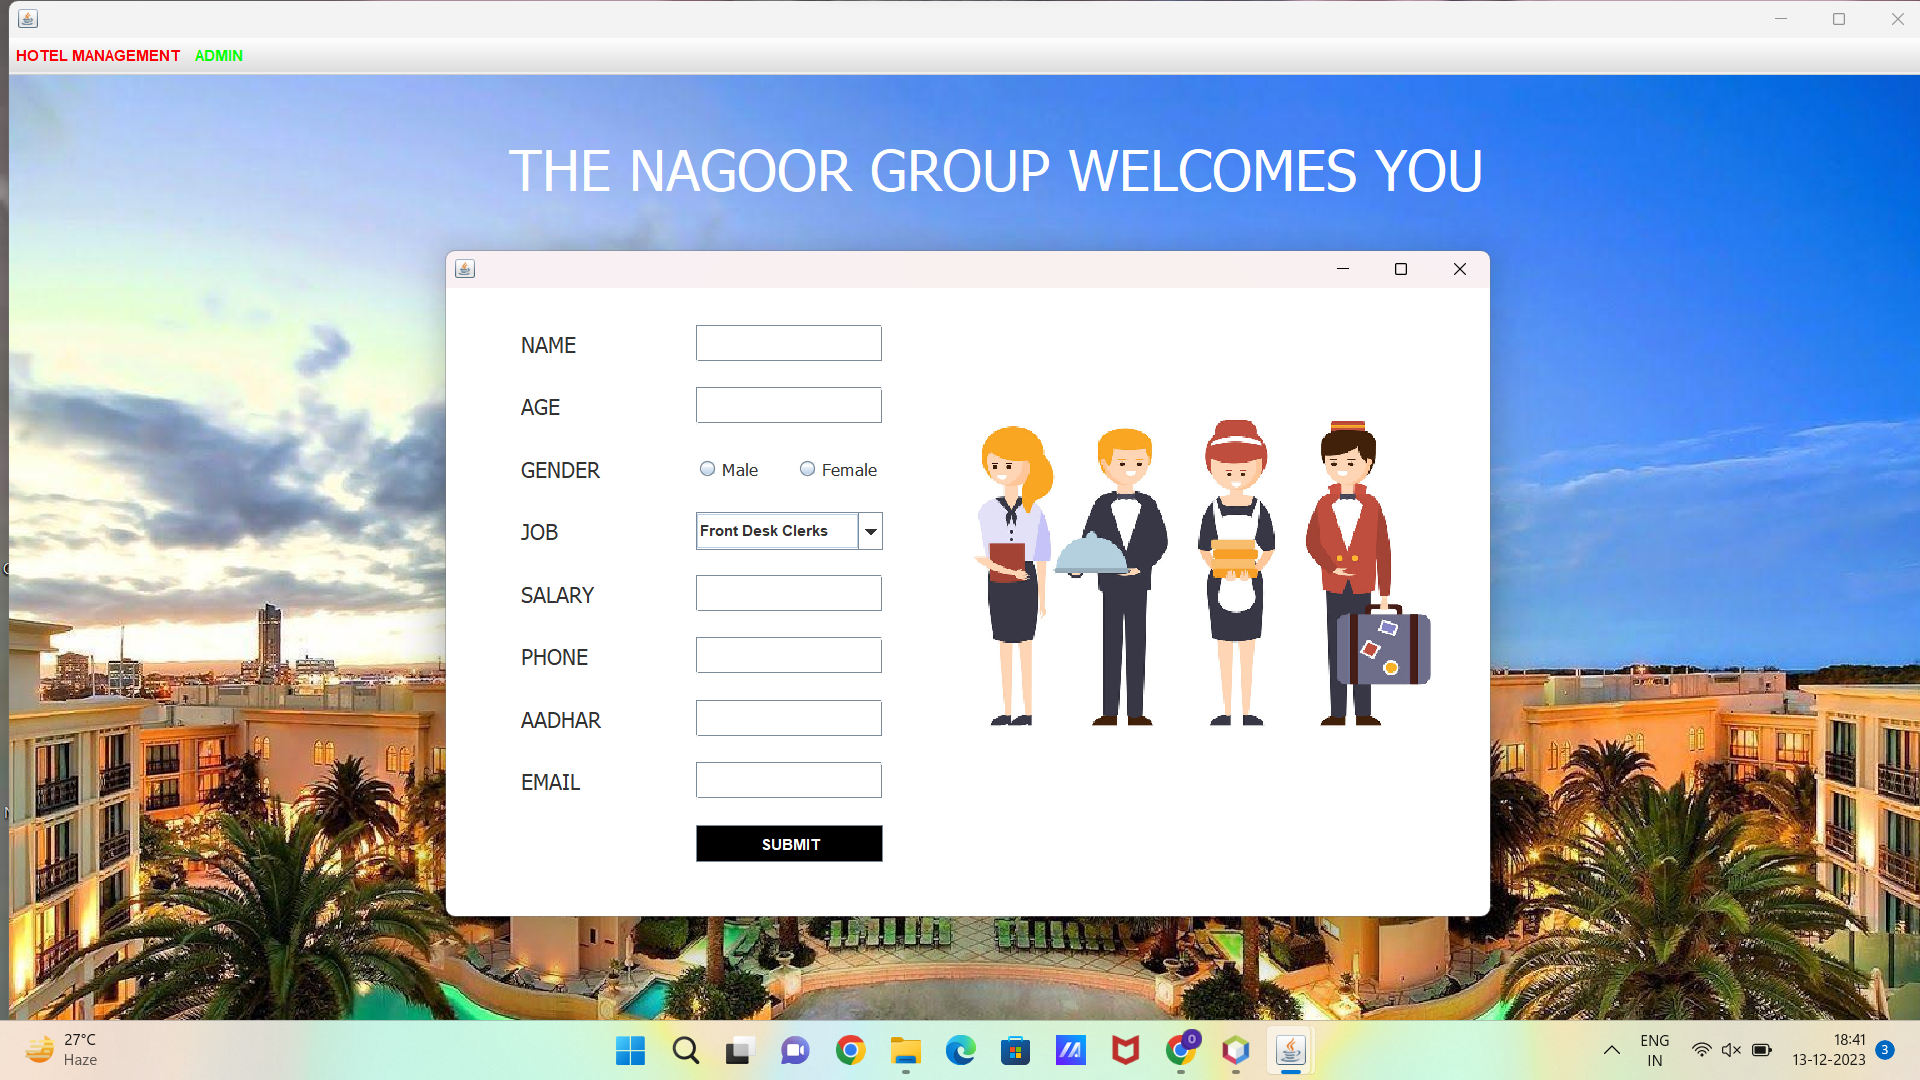 HOTEL MANAGEMENT ADMIN
THE NAGOOR GROUP WELCOMES YOU
NAME
AGE
GENDER Male Female
JOB Front Desk Clerks
SALARY
PHONE
AADHAR
EMAIL
SUBMIT
27°C
Haze
0
ENG
IN
18:41
13-12-2023
3